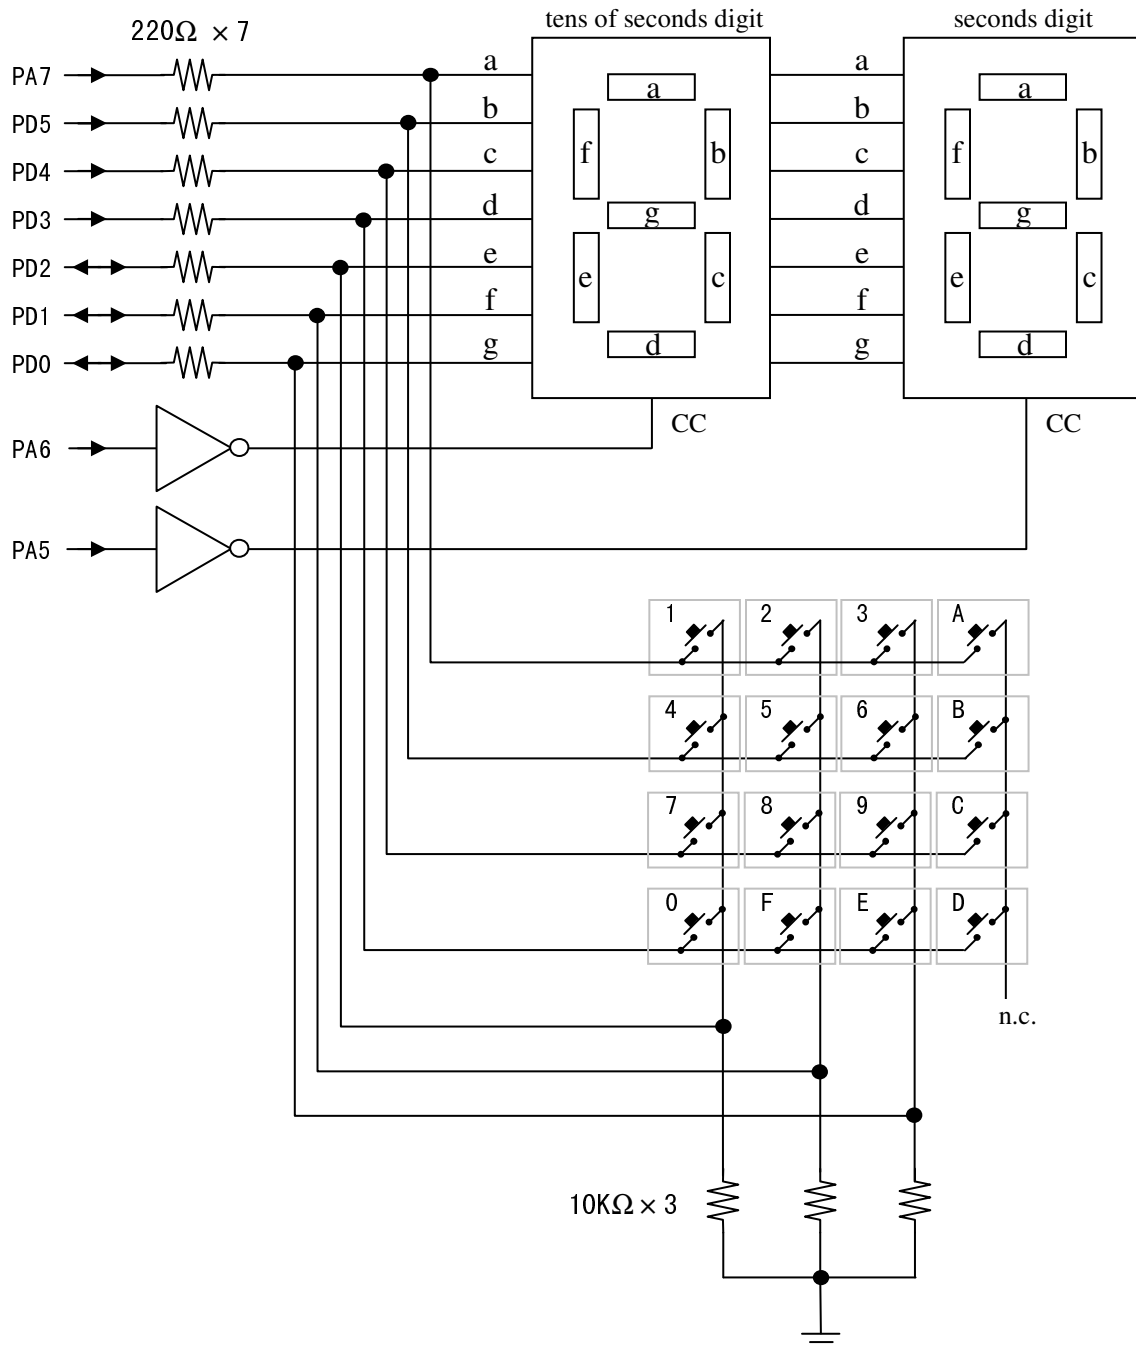 220Ω × 7
tens of seconds digit
seconds digit
PA7
a
a
PD5
b
b
PD4
c
c
PD3
d
d
PD2
e
e
PD1
f
f
PD0
g
g
a
f
b
g
e
c
d
a
f
b
g
e
c
d
CC
CC
PA6
PA5
1 2 3 A
4 5 6 B
7 8 9 C
0 F E D
n.c.
10KΩ × 3